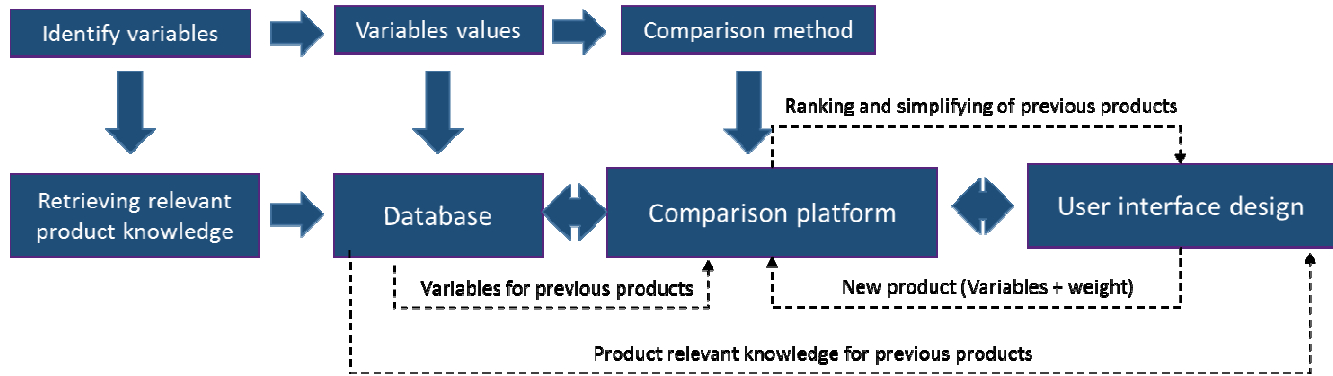 Identify variables
Variables values
Comparison method
Ranking and simplifying of previous products
Retrieving relevant
product knowledge
Database
Comparison platform
User interface design
Variables for previous products
New product (Variables + weight)
Product relevant knowledge for previous products